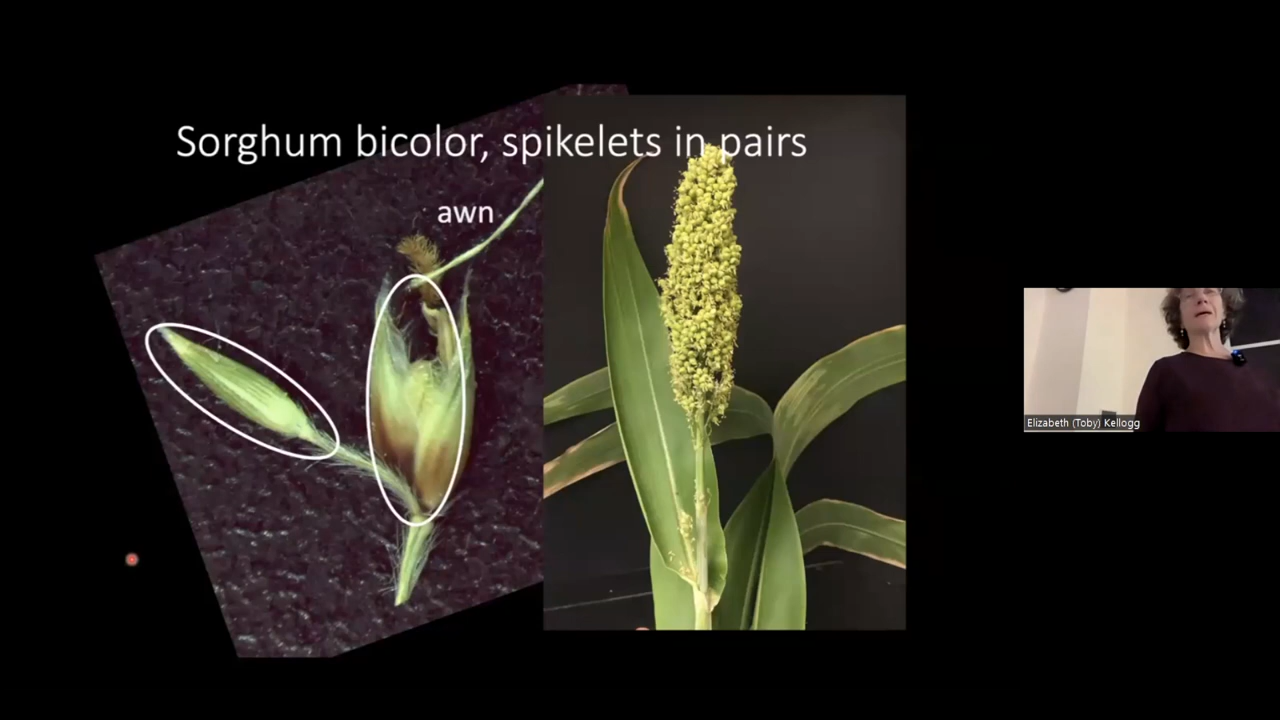 Sorghum bicolor, spikelets in pairs
awn
Elizabeth (Toby) Kellogg